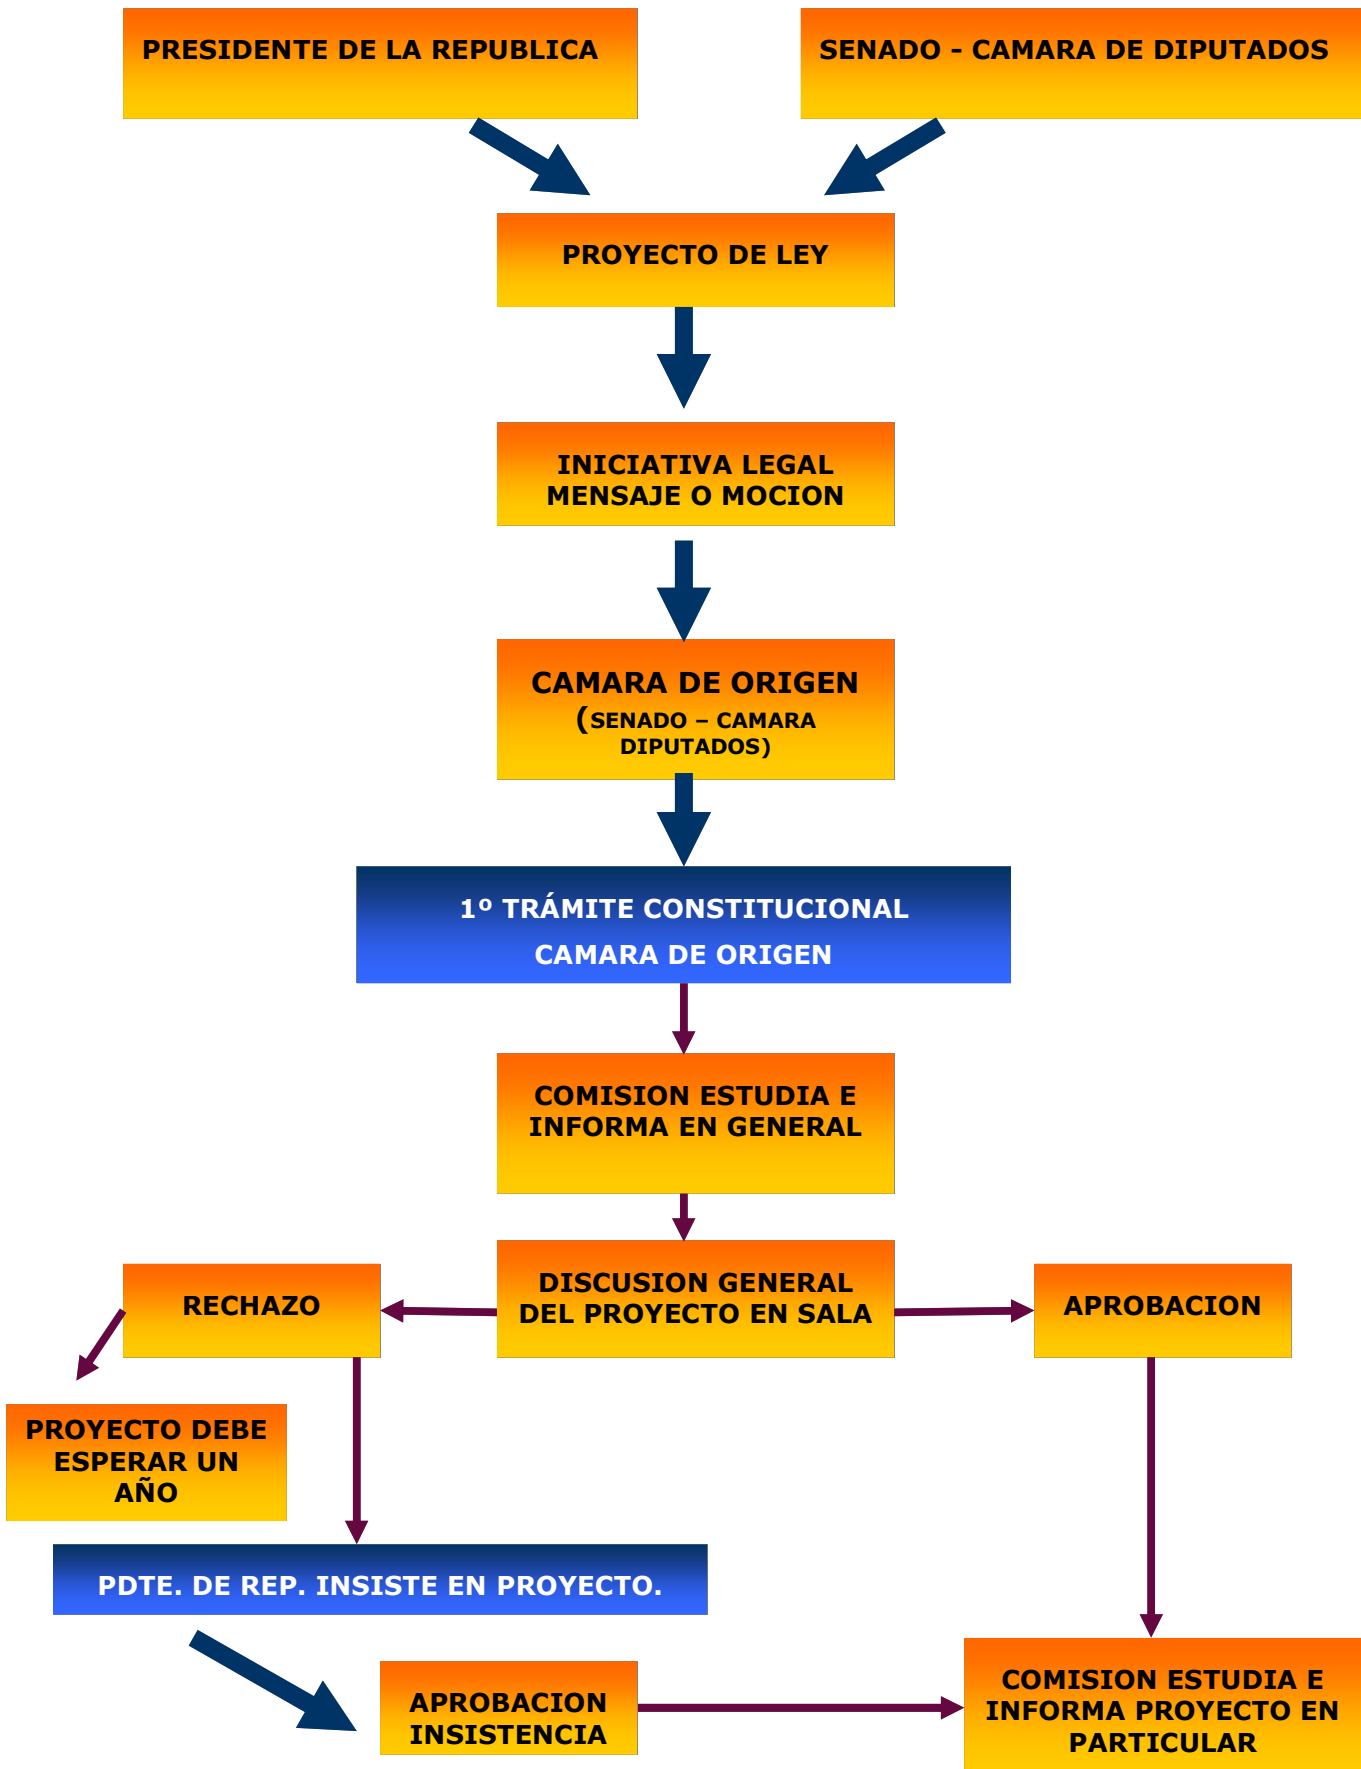 PRESIDENTE DE LA REPUBLICA
SENADO - CAMARA DE DIPUTADOS
PROYECTO DE LEY
INICIATIVA LEGAL
MENSAJE O MOCION
CAMARA DE ORIGEN
(SENADO – CAMARA
DIPUTADOS)
1º TRÁMITE CONSTITUCIONAL
CAMARA DE ORIGEN
COMISION ESTUDIA E
INFORMA EN GENERAL
RECHAZO
DISCUSION GENERAL
DEL PROYECTO EN SALA
APROBACION
PROYECTO DEBE
ESPERAR UN
AÑO
PDTE. DE REP. INSISTE EN PROYECTO.
APROBACION
INSISTENCIA
COMISION ESTUDIA E
INFORMA PROYECTO EN
PARTICULAR